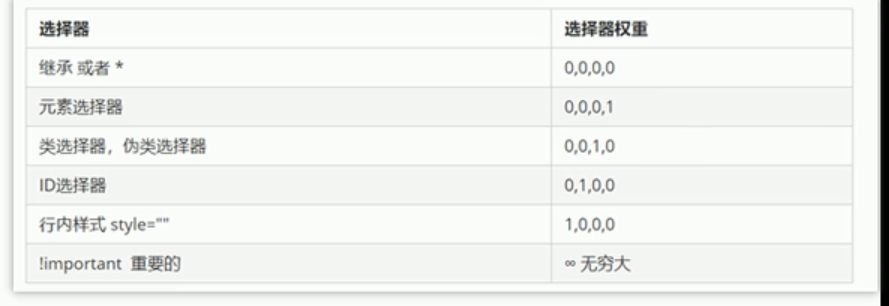 选择器 选择器权重
继承 或者 * 0,0,0,0
元素选择器 0,0,0,1
类选择器，伪类选择器 0,0,1,0
ID选择器 0,1,0,0
行内样式 style="" 1,0,0,0
!important 重要的 ∞ 无穷大